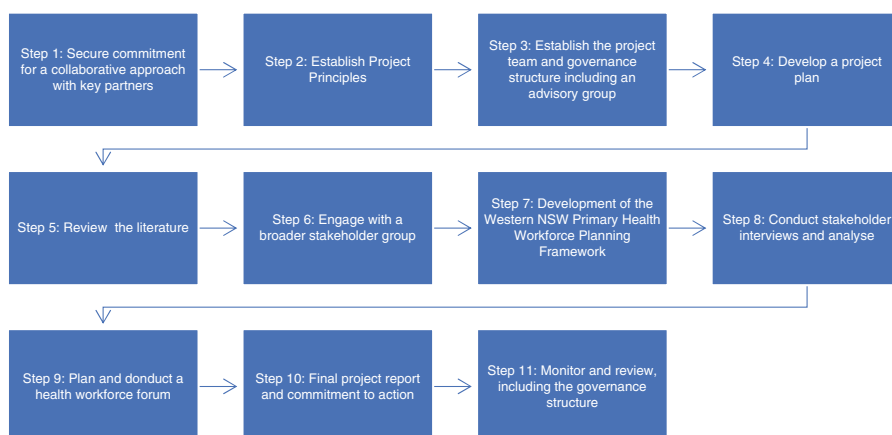 Step 1: Secure commitment
for a collaborative approach
with key partners
Step 2: Establish Project
Principles
Step 3: Establish the project
team and governance
structure including an
advisory group
Step 4: Develop a project
plan
Step 5: Review the literature
Step 6: Engage with a
broader stakeholder group
Step 7: Development of the
Western NSW Primary Health
Workforce Planning
Framework
Step 8: Conduct stakeholder
interviews and analyse
Step 9: Plan and donduct a
health workforce forum
Step 10: Final project report
and commitment to action
Step 11: Monitor and review,
including the governance
structure